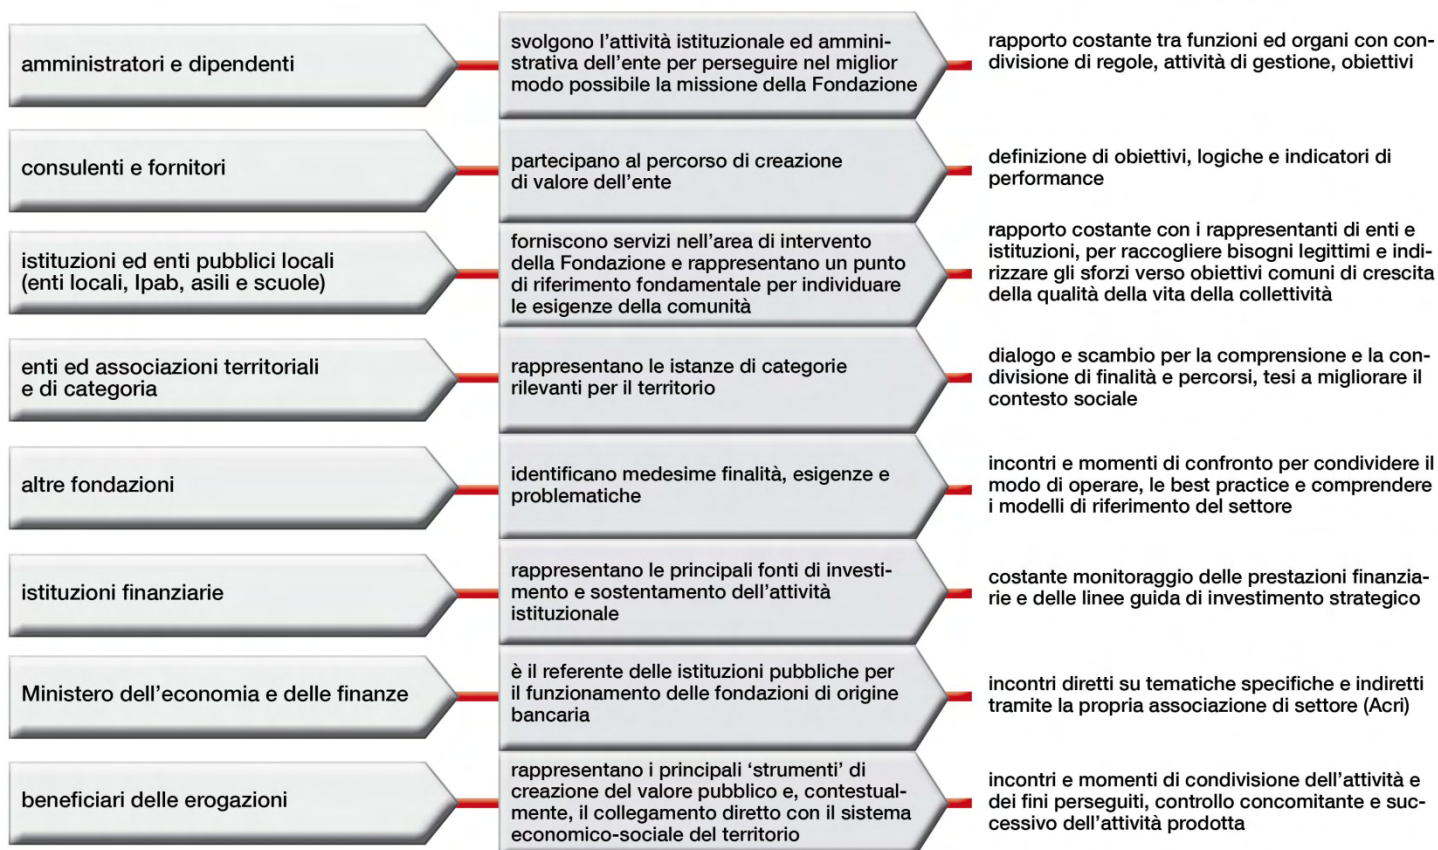 amministratori e dipendenti
svolgono l'attività istituzionale ed ammini-
strativa dell'ente per perseguire nel miglior
modo possibile la missione della Fondazione
rapporto costante tra funzioni ed organi con con-
divisione di regole, attività di gestione, obiettivi
consulenti e fornitori
partecipano al percorso di creazione
di valore dell'ente
definizione di obiettivi, logiche e indicatori di
performance
istituzioni ed enti pubblici locali
(enti locali, Ipab, asili e scuole)
forniscono servizi nell'area di intervento
della Fondazione e rappresentano un punto
di riferimento fondamentale per individuare
le esigenze della comunità
rapporto costante con i rappresentanti di enti e
istituzioni, per raccogliere bisogni legittimi e indi-
rizzare gli sforzi verso obiettivi comuni di crescita
della qualità della vita della collettività
enti ed associazioni territoriali
e di categoria
rappresentano le istanze di categorie
rilevanti per il territorio
dialogo e scambio per la comprensione e la con-
divisione di finalità e percorsi, tesi a migliorare il
contesto sociale
altre fondazioni
identificano medesime finalità, esigenze e
problematiche
incontri e momenti di confronto per condividere il
modo di operare, le best practice e comprendere
i modelli di riferimento del settore
istituzioni finanziarie
rappresentano le principali fonti di investi-
mento e sostentamento dell'attività
istituzionale
costante monitoraggio delle prestazioni finanzia-
rie e delle linee guida di investimento strategico
Ministero dell'economia e delle finanze
è il referente delle istituzioni pubbliche per
il funzionamento delle fondazioni di origine
bancaria
incontri diretti su tematiche specifiche e indiretti
tramite la propria associazione di settore (Acri)
beneficiari delle erogazioni
rappresentano i principali 'strumenti' di
creazione del valore pubblico e, contestual-
mente, il collegamento diretto con il sistema
economico-sociale del territorio
incontri e momenti di condivisione dell'attività e
dei fini perseguiti, controllo concomitante e suc-
cessivo dell'attività prodotta